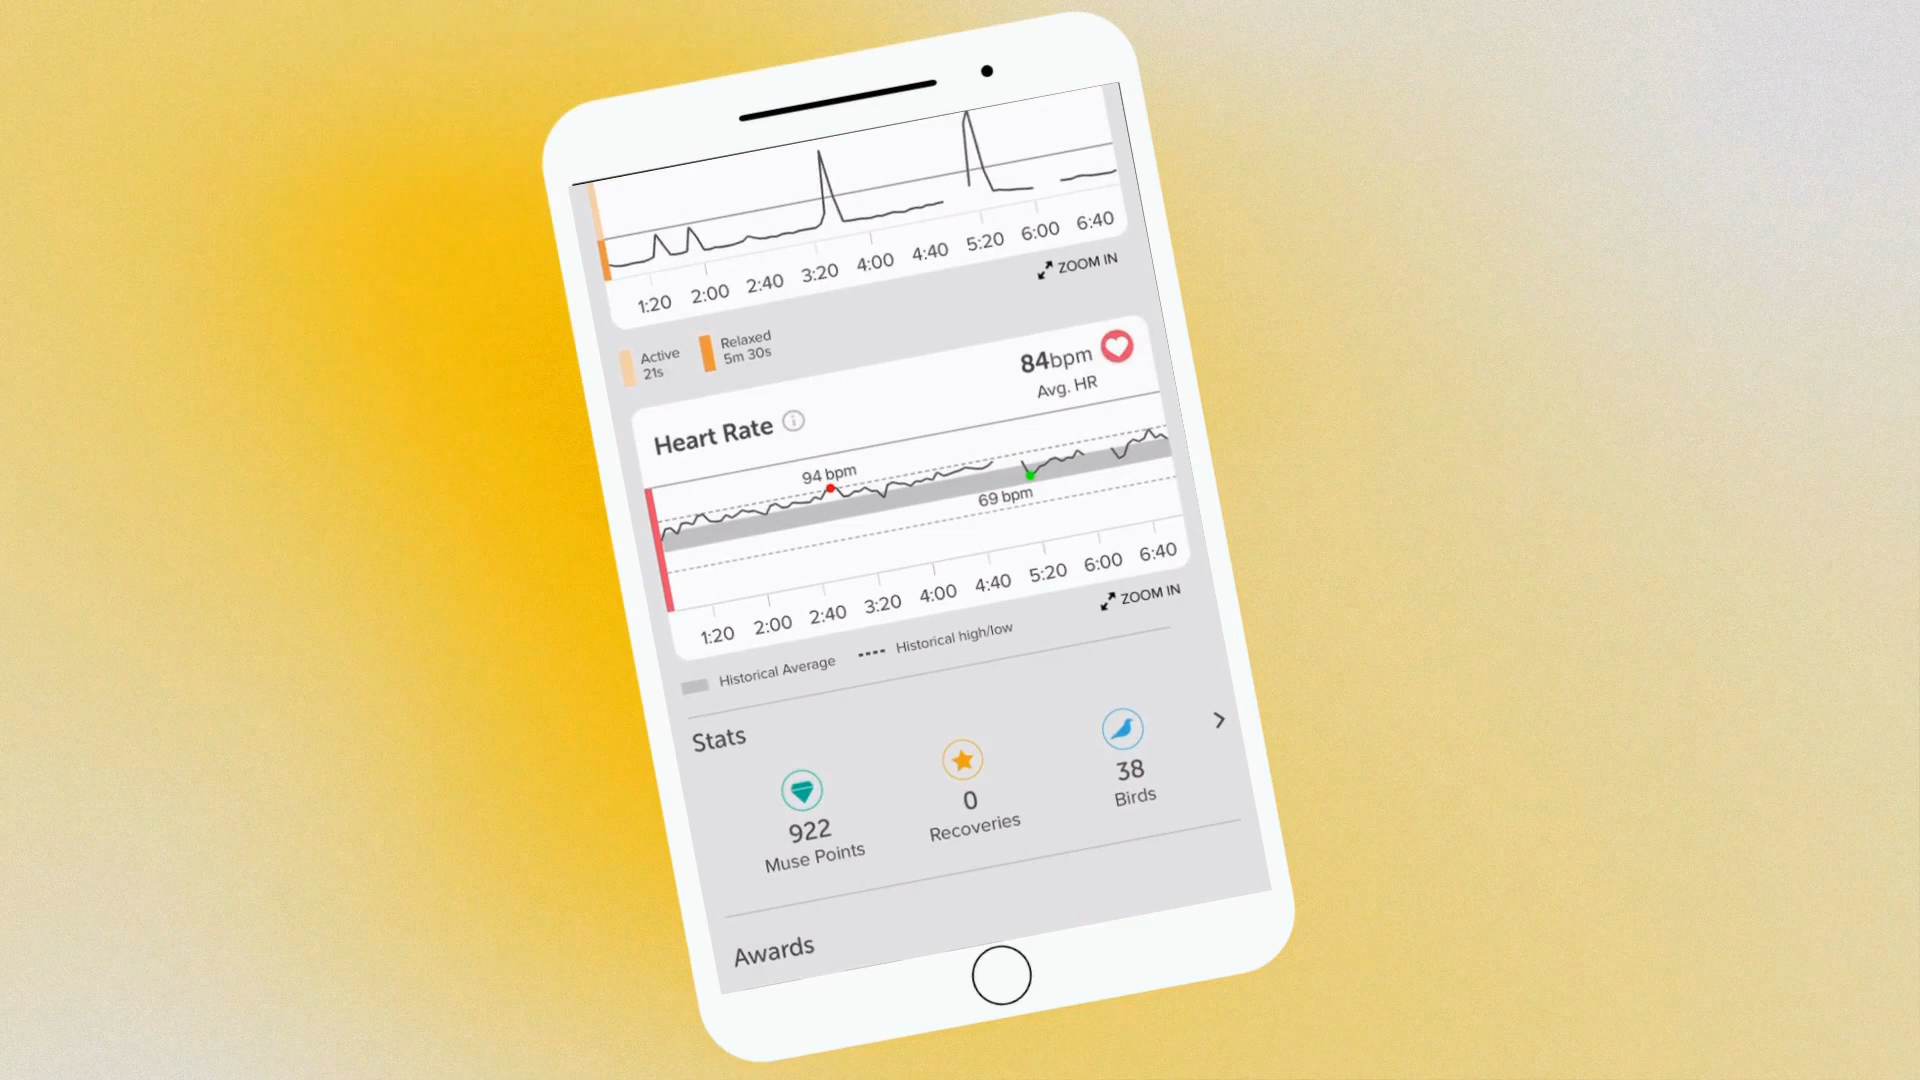 1:20 2:00 2:40 3:20 4:00 4:40 5:20 6:00 6:40
ZOOM IN
Active
21s
Relaxed
5m 30s
84bpm
Avg. HR
Heart Rate
94 bpm
69 bpm
1:20 2:00 2:40 3:20 4:00 4:40 5:20 6:00 6:40
ZOOM IN
Historical Average
Historical high/low
Stats
922
Muse Points
0
Recoveries
38
Birds
Awards